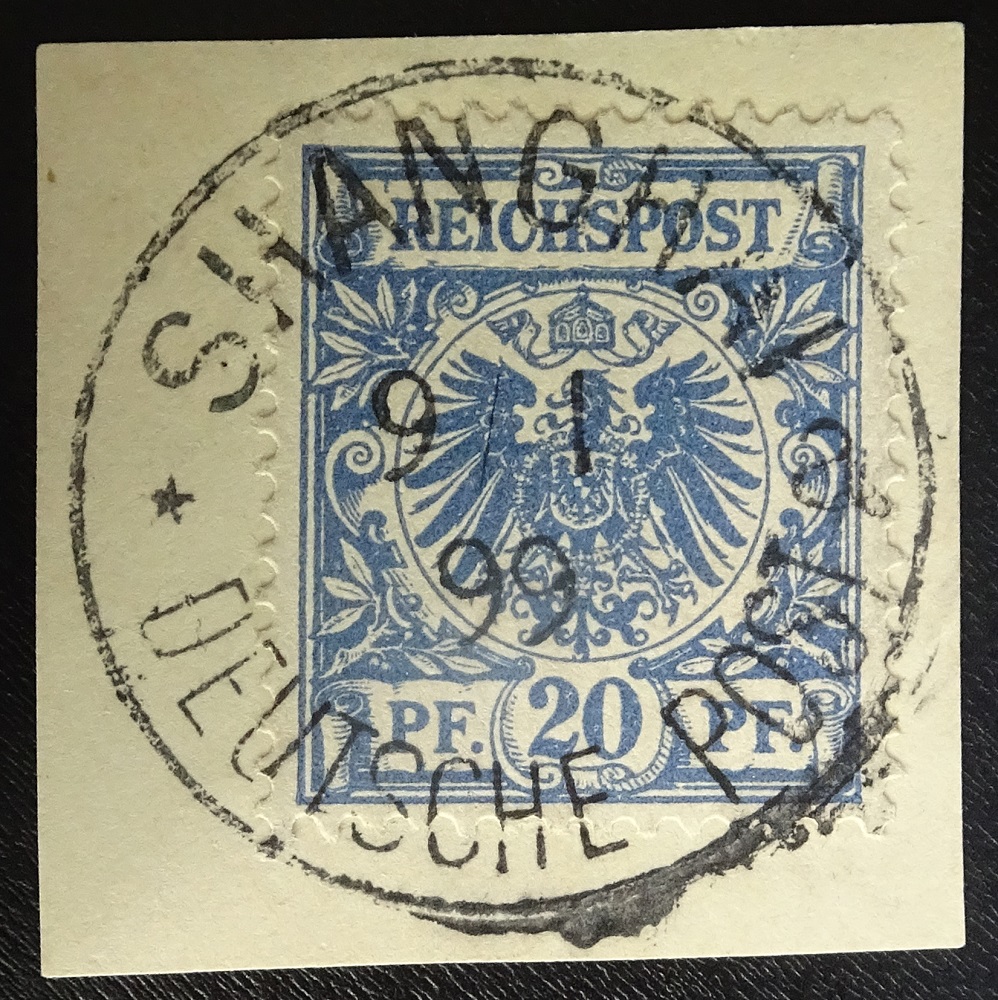 SHANGHAI
REICHSPOST
9/1
99
* DEUTSCHE POST a
PF. 20 PF.